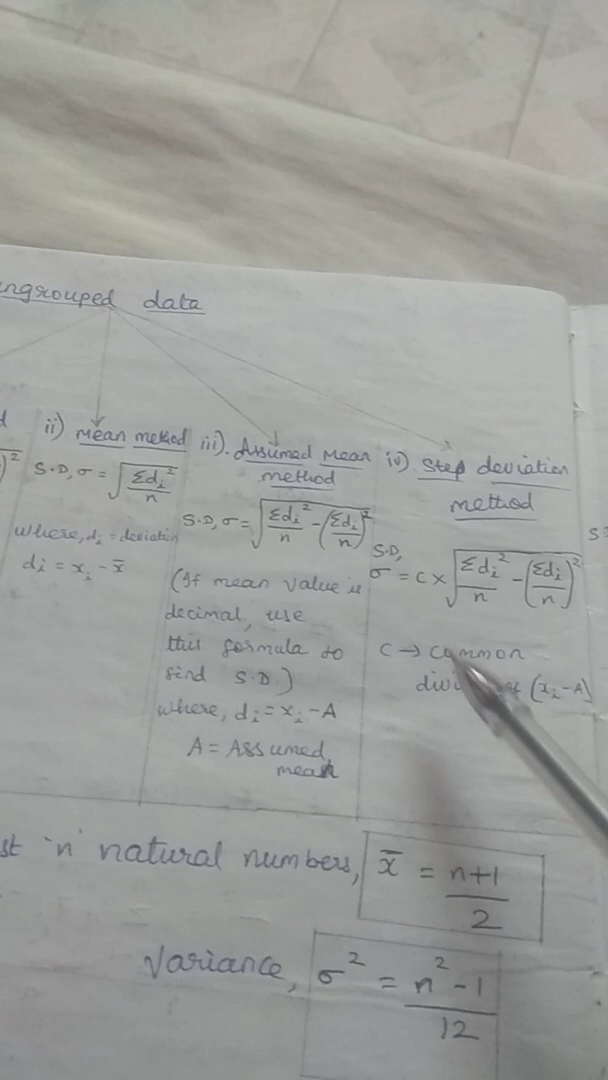 ungrouped data
ii) Mean method
S.D, σ = √(Σdᵢ²/n)
where, dᵢ = deviation
dᵢ = xᵢ - x̄
iii). Assumed Mean
method
S.D, σ = √(Σdᵢ²/n - (Σdᵢ/n)²)
(If mean value is
decimal, use
this formula to
find S.D.)
where, dᵢ = xᵢ - A
A = Assumed
mean
iv). Step deviation
method
S.D,
σ = C × √(Σdᵢ²/n - (Σdᵢ/n)²)
C → Common
of (xᵢ - A)
'n' natural numbers, x̄ = n+1/2
Variance, σ² = n² - 1/12